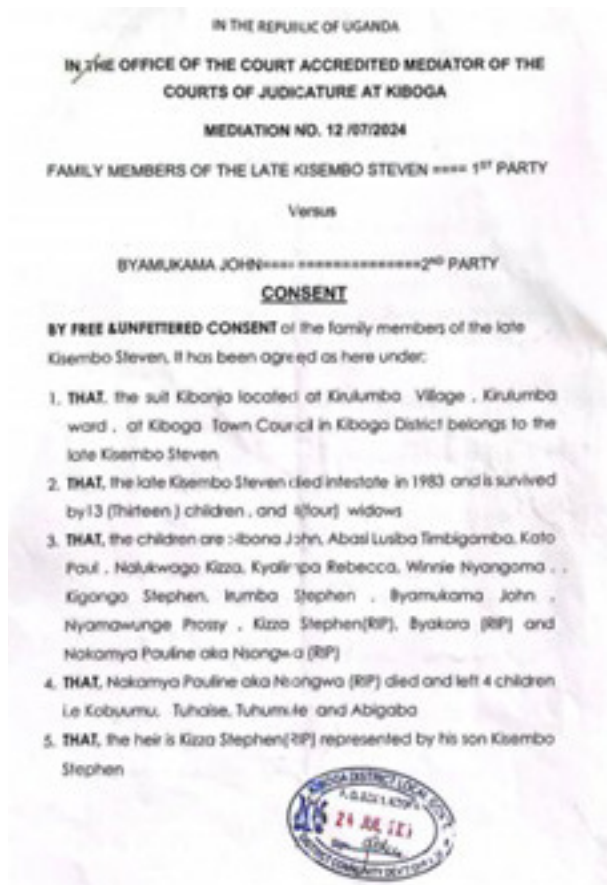 IN THE REPUBLIC OF UGANDA
IN THE OFFICE OF THE COURT ACCREDITED MEDIATOR OF THE
COURTS OF JUDICATURE AT KIBOGA
MEDIATION NO. 12 /07/2024
FAMILY MEMBERS OF THE LATE KISEMBO STEVEN ==== 1ST PARTY
Versus
BYAMUKAMA JOHN==== ===============2ND PARTY
CONSENT
BY FREE &UNFETTERED CONSENT of the family members of the late
Kisembo Steven, It has been agreed as here under;
1. THAT, the suit Kibanja located at Kirulumba Village , Kirulumba
ward , at Kiboga Town Council in Kiboga District belongs to the
late Kisembo Steven
2. THAT, the late Kisembo Steven died intestate in 1983 and is survived
by13 (Thirteen ) children , and (four) widows
3. THAT, the children are John, Abasi Lusiba Timbigamba, Kato
Paul , Nalukwago Kizza, Rebecca, Winnie Nyangoma , .
Kigongo Stephen, Irumba Stephen , Byamukama John ,
Nyamawunge Prossy , Kizza Stephen(RIP), Byakora (RIP) and
Nakamya Pauline aka Nsongwa (RIP)
4. THAT, Nakamya Pauline aka Nsongwa (RIP) died and left 4 children
i.e Kobuumu, Tuhaise, and Abigaba
5. THAT, the heir is Kizza Stephen(RIP) represented by his son Kisembo
Stephen
KIBOGA DISTRICT LOCAL GOV'T
24 JUL